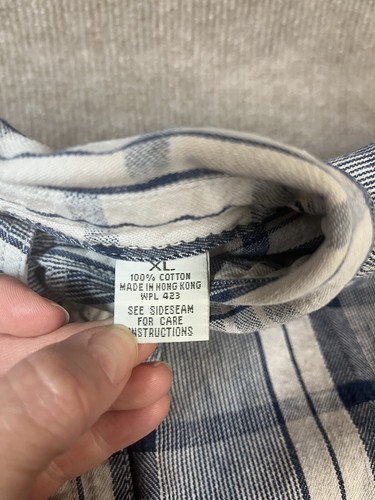 XL
100% COTTON
MADE IN HONG KONG
WPL 423
SEE SIDESEAM
FOR CARE
INSTRUCTIONS